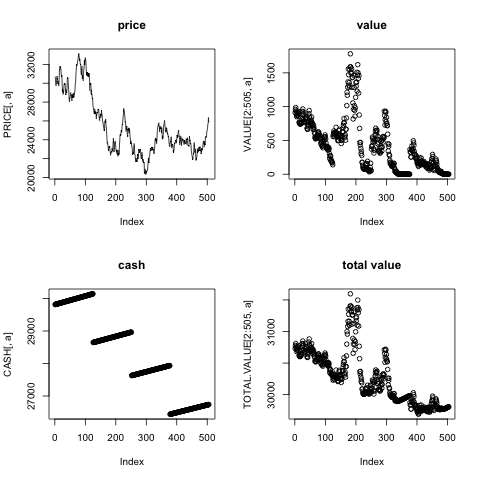 price
PRICE[, a]
20000 24000 28000 32000
0 100 200 300 400 500
Index
value
VALUE[2:505, a]
0 500 1000 1500
0 100 200 300 400 500
Index
cash
CASH[, a]
27000 29000
0 100 200 300 400 500
Index
total value
TOTAL.VALUE[2:505, a]
30000 31000
0 100 200 300 400 500
Index